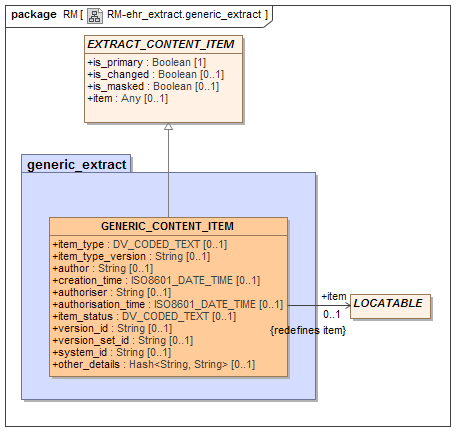 package RM[ RM-ehr_extract.generic_extract ]
EXTRACT_CONTENT_ITEM
+is_primary : Boolean [1]
+is_changed : Boolean [0..1]
+is_masked : Boolean [0..1]
+item : Any [0..1]
generic_extract
GENERIC_CONTENT_ITEM
+item_type : DV_CODED_TEXT [0..1]
+item_type_version : String [0..1]
+author : String [0..1]
+creation_time : ISO8601_DATE_TIME [0..1]
+authoriser : String [0..1]
+authorisation_time : ISO8601_DATE_TIME [0..1]
+item_status : DV_CODED_TEXT [0..1]
+version_id : String [0..1]
+version_set_id : String [0..1]
+system_id : String [0..1]
+other_details : Hash<String, String> [0..1]
+item
0..1
{redefines item}
LOCATABLE